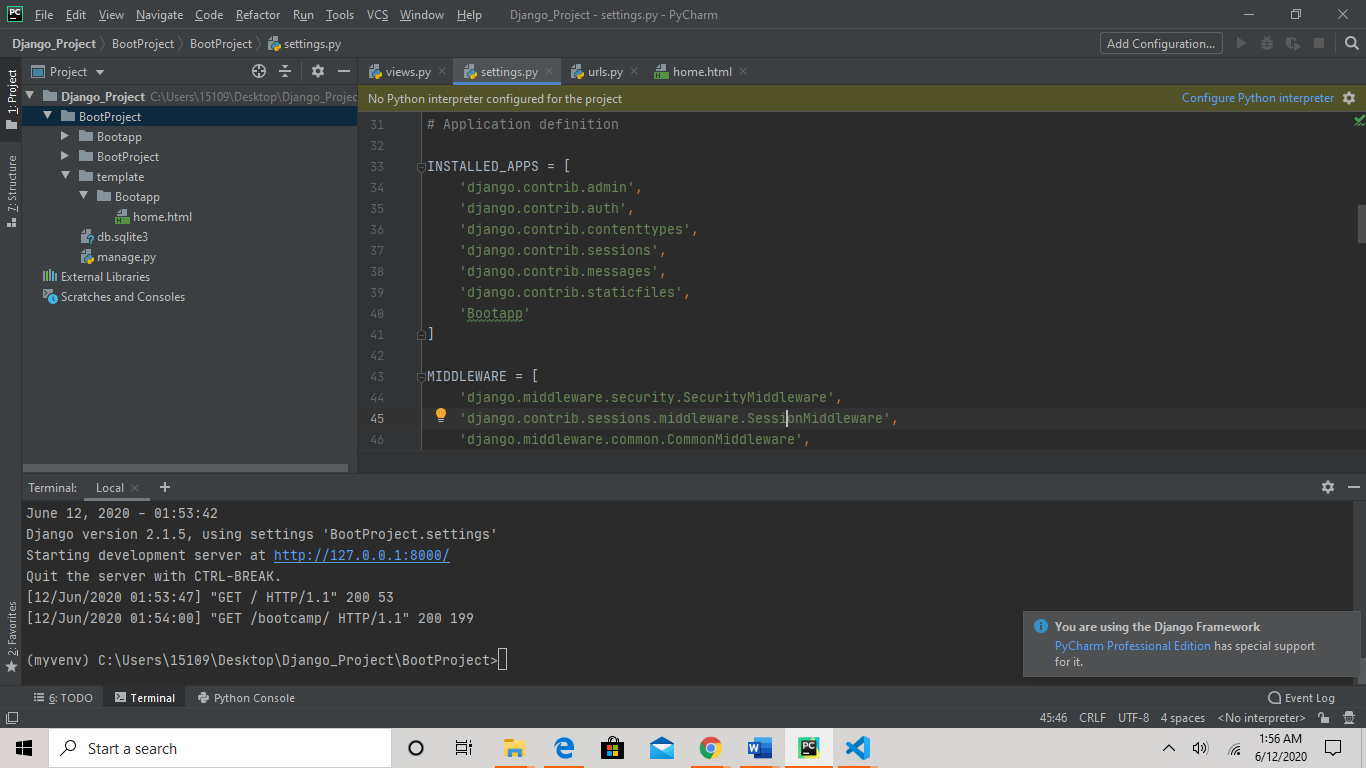 PC File Edit View Navigate Code Refactor Run Tools VCS Window Help Django_Project - settings.py - PyCharm
Django_Project BootProject BootProject settings.py Add Configuration...
1: Project
7: Structure
2: Favorites
Project
Django_Project C:\Users\15109\Desktop\Django_Projec
BootProject
Bootapp
BootProject
template
Bootapp
home.html
db.sqlite3
manage.py
External Libraries
Scratches and Consoles
views.py settings.py urls.py home.html
No Python interpreter configured for the project Configure Python interpreter
31 # Application definition
32
33 INSTALLED_APPS = [
34 'django.contrib.admin',
35 'django.contrib.auth',
36 'django.contrib.contenttypes',
37 'django.contrib.sessions',
38 'django.contrib.messages',
39 'django.contrib.staticfiles',
40 'Bootapp'
41 ]
42
43 MIDDLEWARE = [
44 'django.middleware.security.SecurityMiddleware',
45 'django.contrib.sessions.middleware.SessionMiddleware',
46 'django.middleware.common.CommonMiddleware',
Terminal: Local
June 12, 2020 - 01:53:42
Django version 2.1.5, using settings 'BootProject.settings'
Starting development server at http://127.0.0.1:8000/
Quit the server with CTRL-BREAK.
[12/Jun/2020 01:53:47] "GET / HTTP/1.1" 200 53
[12/Jun/2020 01:54:00] "GET /bootcamp/ HTTP/1.1" 200 199
(myvenv) C:\Users\15109\Desktop\Django_Project\BootProject>
You are using the Django Framework
PyCharm Professional Edition has special support
for it.
6: TODO Terminal Python Console Event Log
45:46 CRLF UTF-8 4 spaces <No interpreter>
Start a search
PC
1:56 AM
6/12/2020